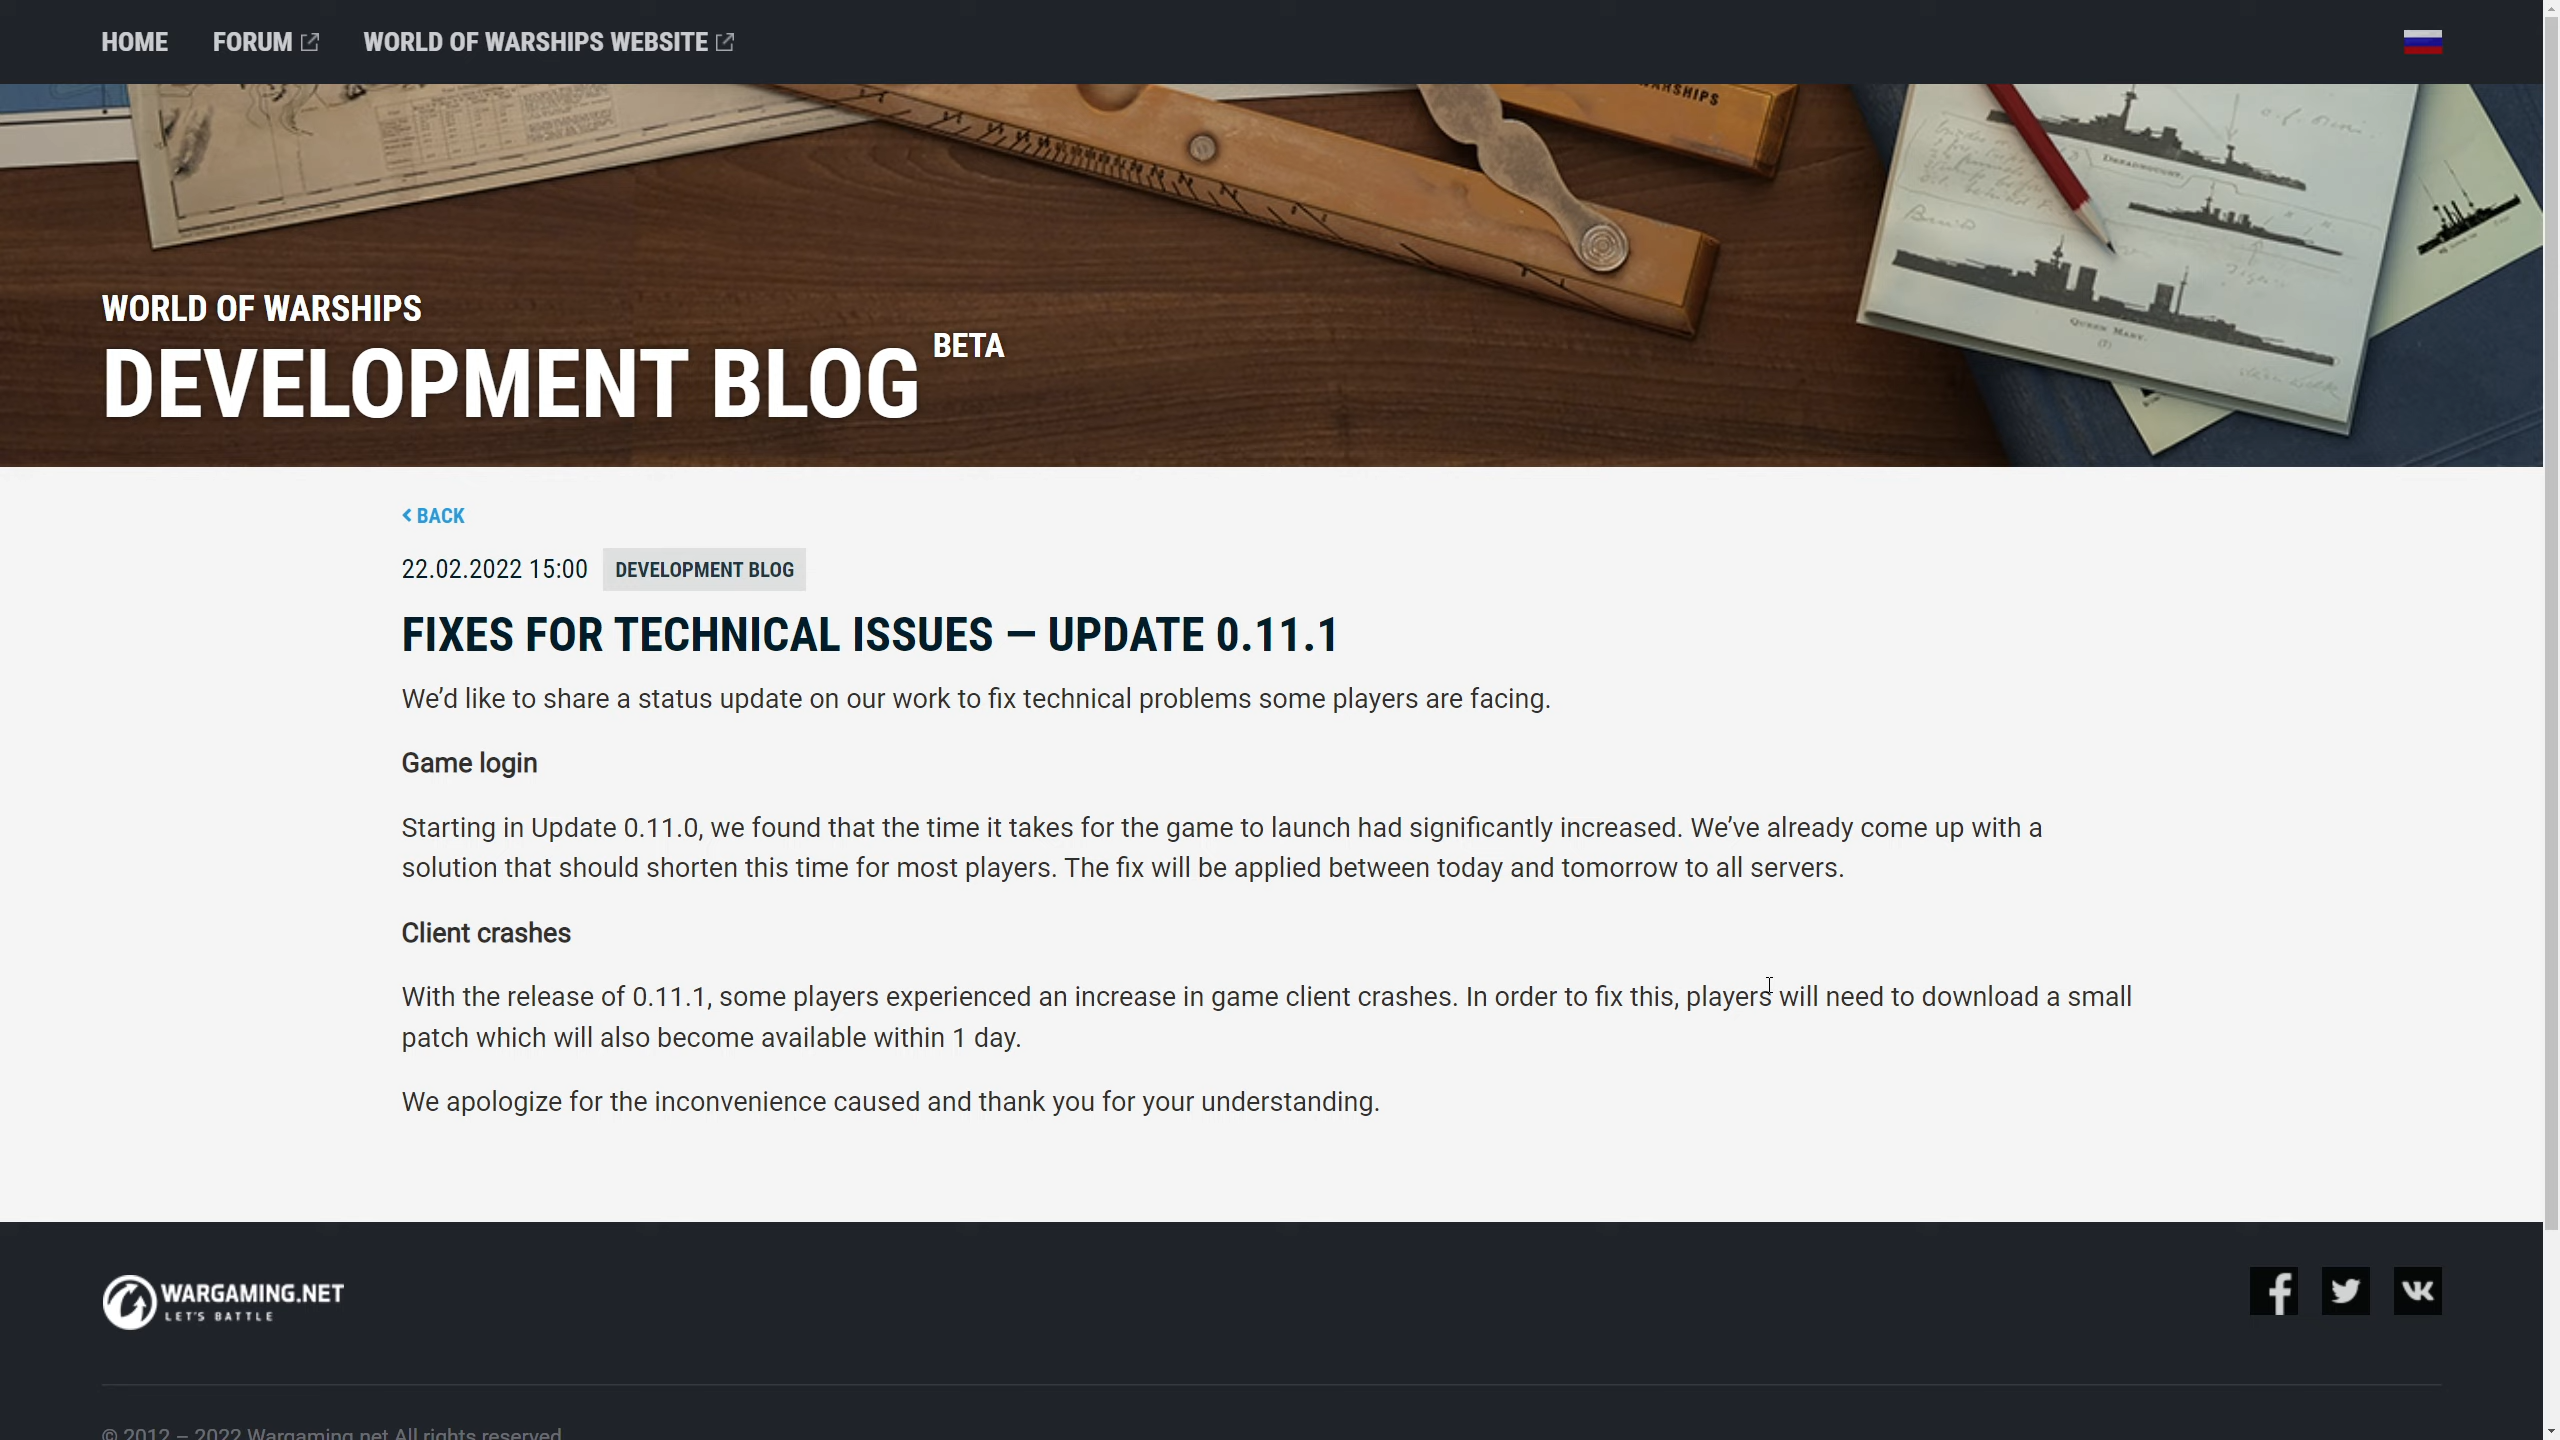 HOME FORUM WORLD OF WARSHIPS WEBSITE
WARSHIPS
DREADNOUGHT.
QUEEN MARY.
(7)
WORLD OF WARSHIPS
DEVELOPMENT BLOG BETA
BACK
22.02.2022 15:00 DEVELOPMENT BLOG
FIXES FOR TECHNICAL ISSUES — UPDATE 0.11.1
We’d like to share a status update on our work to fix technical problems some players are facing.
Game login
Starting in Update 0.11.0, we found that the time it takes for the game to launch had significantly increased. We’ve already come up with a
solution that should shorten this time for most players. The fix will be applied between today and tomorrow to all servers.
Client crashes
With the release of 0.11.1, some players experienced an increase in game client crashes. In order to fix this, players will need to download a small
patch which will also become available within 1 day.
We apologize for the inconvenience caused and thank you for your understanding.
WARGAMING.NET
LET'S BATTLE
© 2012 – 2022 Wargaming.net All rights reserved